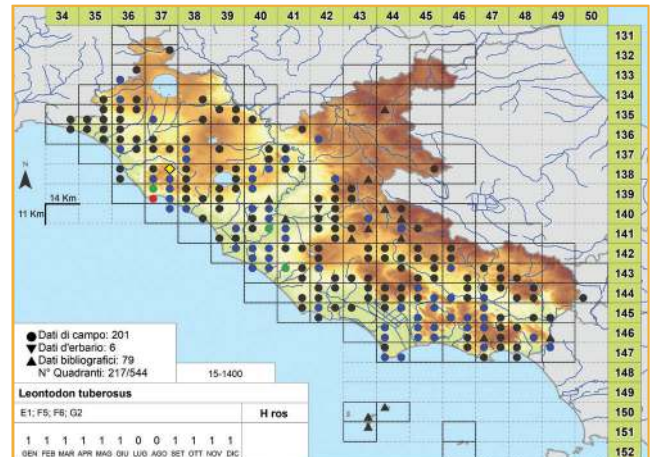 34 35 36 37 38 39 40 41 42 43 44 45 46 47 48 49 50
131
132
133
134
135
136
137
138
139
140
141
142
143
144
145
146
147
150
151
152
N
14 Km
11 Km
Dati di campo: 201
Dati d'erbario: 6
Dati bibliografici: 79
N° Quadranti: 217/544
15-1400
Leontodon tuberosus
E1; F5; F6; G2
H ros
1 1 1 1 1 1 0 0 1 1 1 1
GEN FEB MAR APR MAG GIU LUG AGO SET OTT NOV DIC